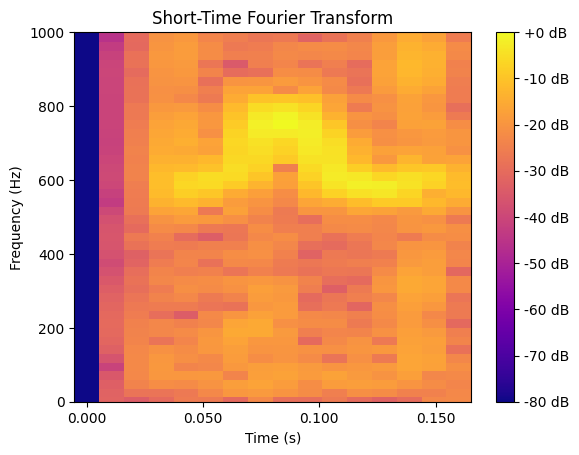 Short-Time Fourier Transform
1000
800
600
400
200
0
Frequency (Hz)
0.000
0.050
0.100
0.150
Time (s)
+0 dB
-10 dB
-20 dB
-30 dB
-40 dB
-50 dB
-60 dB
-70 dB
-80 dB